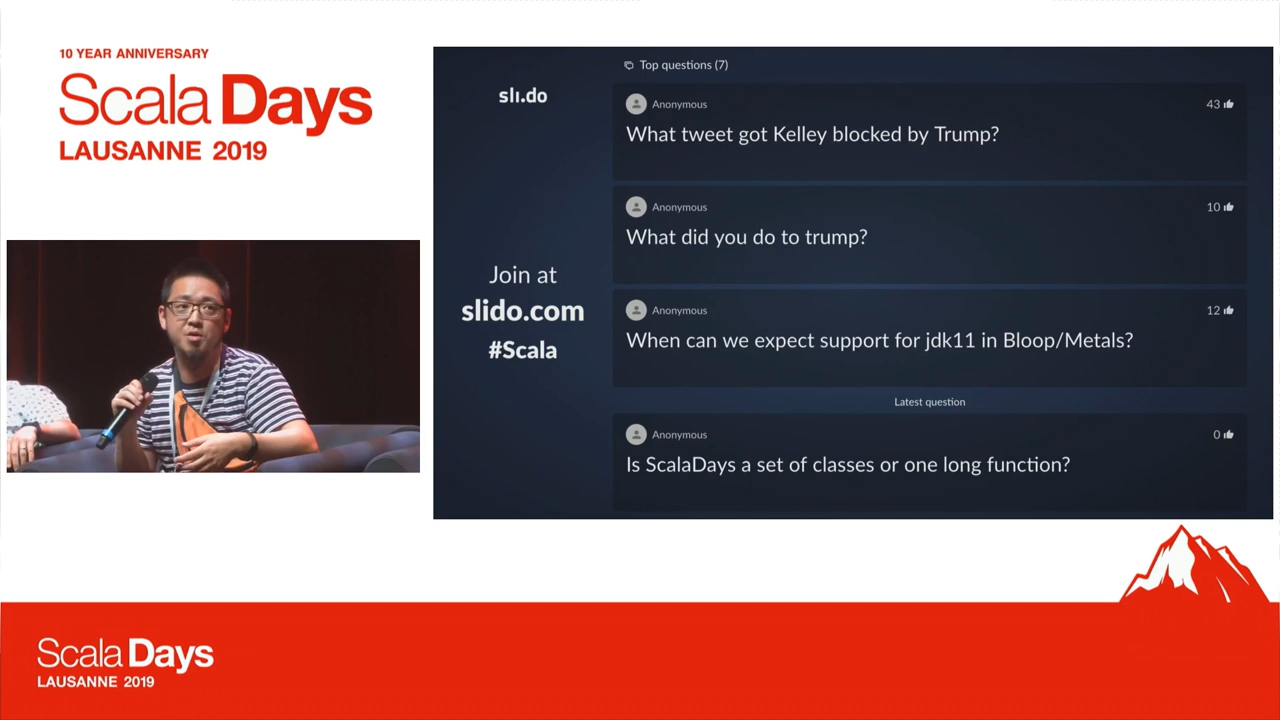 10 YEAR ANNIVERSARY
Scala Days
LAUSANNE 2019
sli.do
Join at
slido.com
#Scala
Top questions (7)
Anonymous
43
What tweet got Kelley blocked by Trump?
Anonymous
10
What did you do to trump?
Anonymous
12
When can we expect support for jdk11 in Bloop/Metals?
Latest question
Anonymous
0
Is ScalaDays a set of classes or one long function?
Scala Days
LAUSANNE 2019